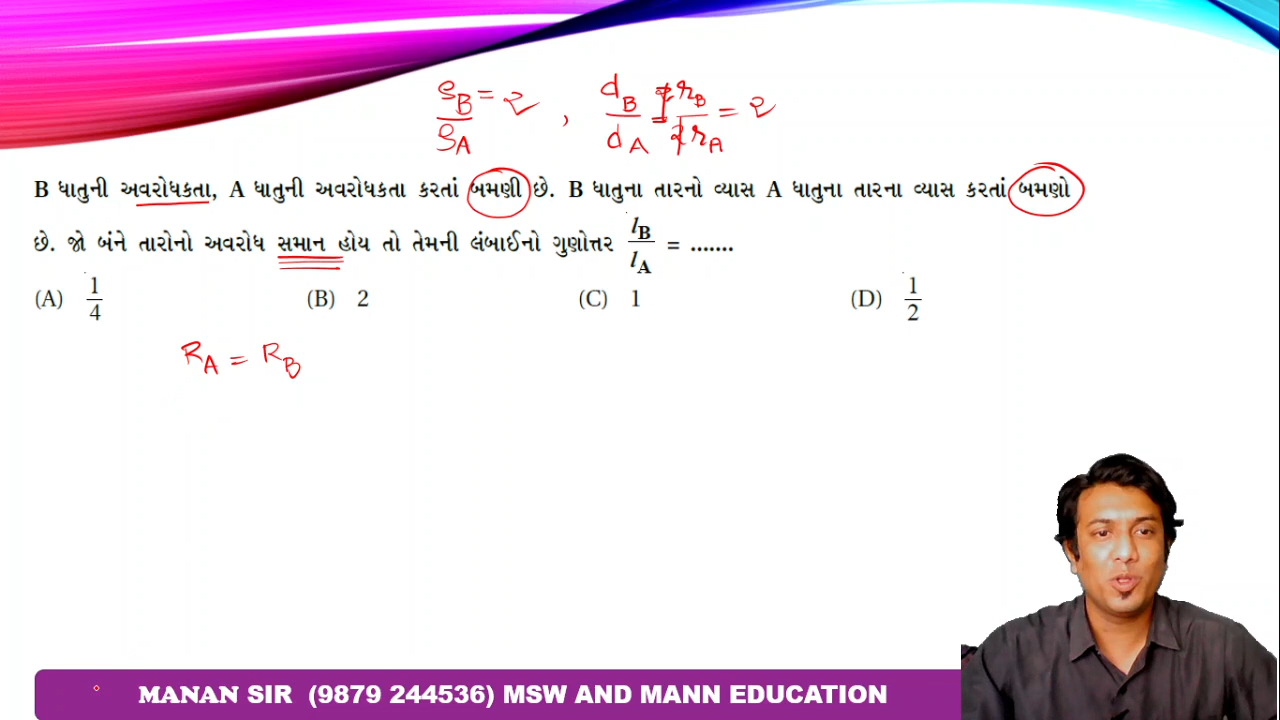 ρB/ρA = 2 , dB/dA = 2rB/2rA = 2
B ધાતુની અવરોધકતા, A ધાતુની અવરોધકતા કરતાં બમણી છે. B ધાતુના તારનો વ્યાસ A ધાતુના તારના વ્યાસ કરતાં બમણો
છે. જો બંને તારોનો અવરોધ સમાન હોય તો તેમની લંબાઈનો ગુણોત્તર lB/lA = .......
(A) 1/4 (B) 2 (C) 1 (D) 1/2
RA = RB
MANAN SIR (9879 244536) MSW AND MANN EDUCATION